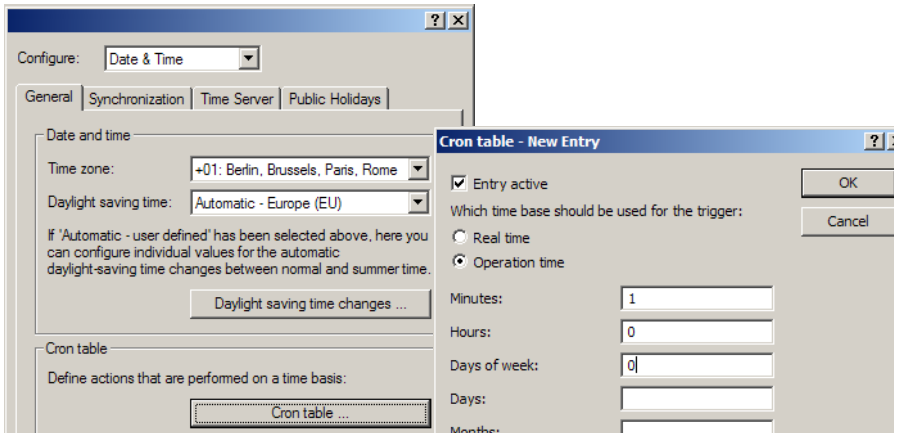 Configure: Date & Time
General Synchronization Time Server Public Holidays
Date and time
Time zone: +01: Berlin, Brussels, Paris, Rome
Daylight saving time: Automatic - Europe (EU)
If 'Automatic - user defined' has been selected above, here you
can configure individual values for the automatic
daylight-saving time changes between normal and summer time.
Daylight saving time changes ...
Cron table
Define actions that are performed on a time basis:
Cron table ...
Cron table - New Entry
Entry active
OK
Which time base should be used for the trigger:
Cancel
Real time
Operation time
Minutes: 1
Hours: 0
Days of week: 0
Days:
Months: